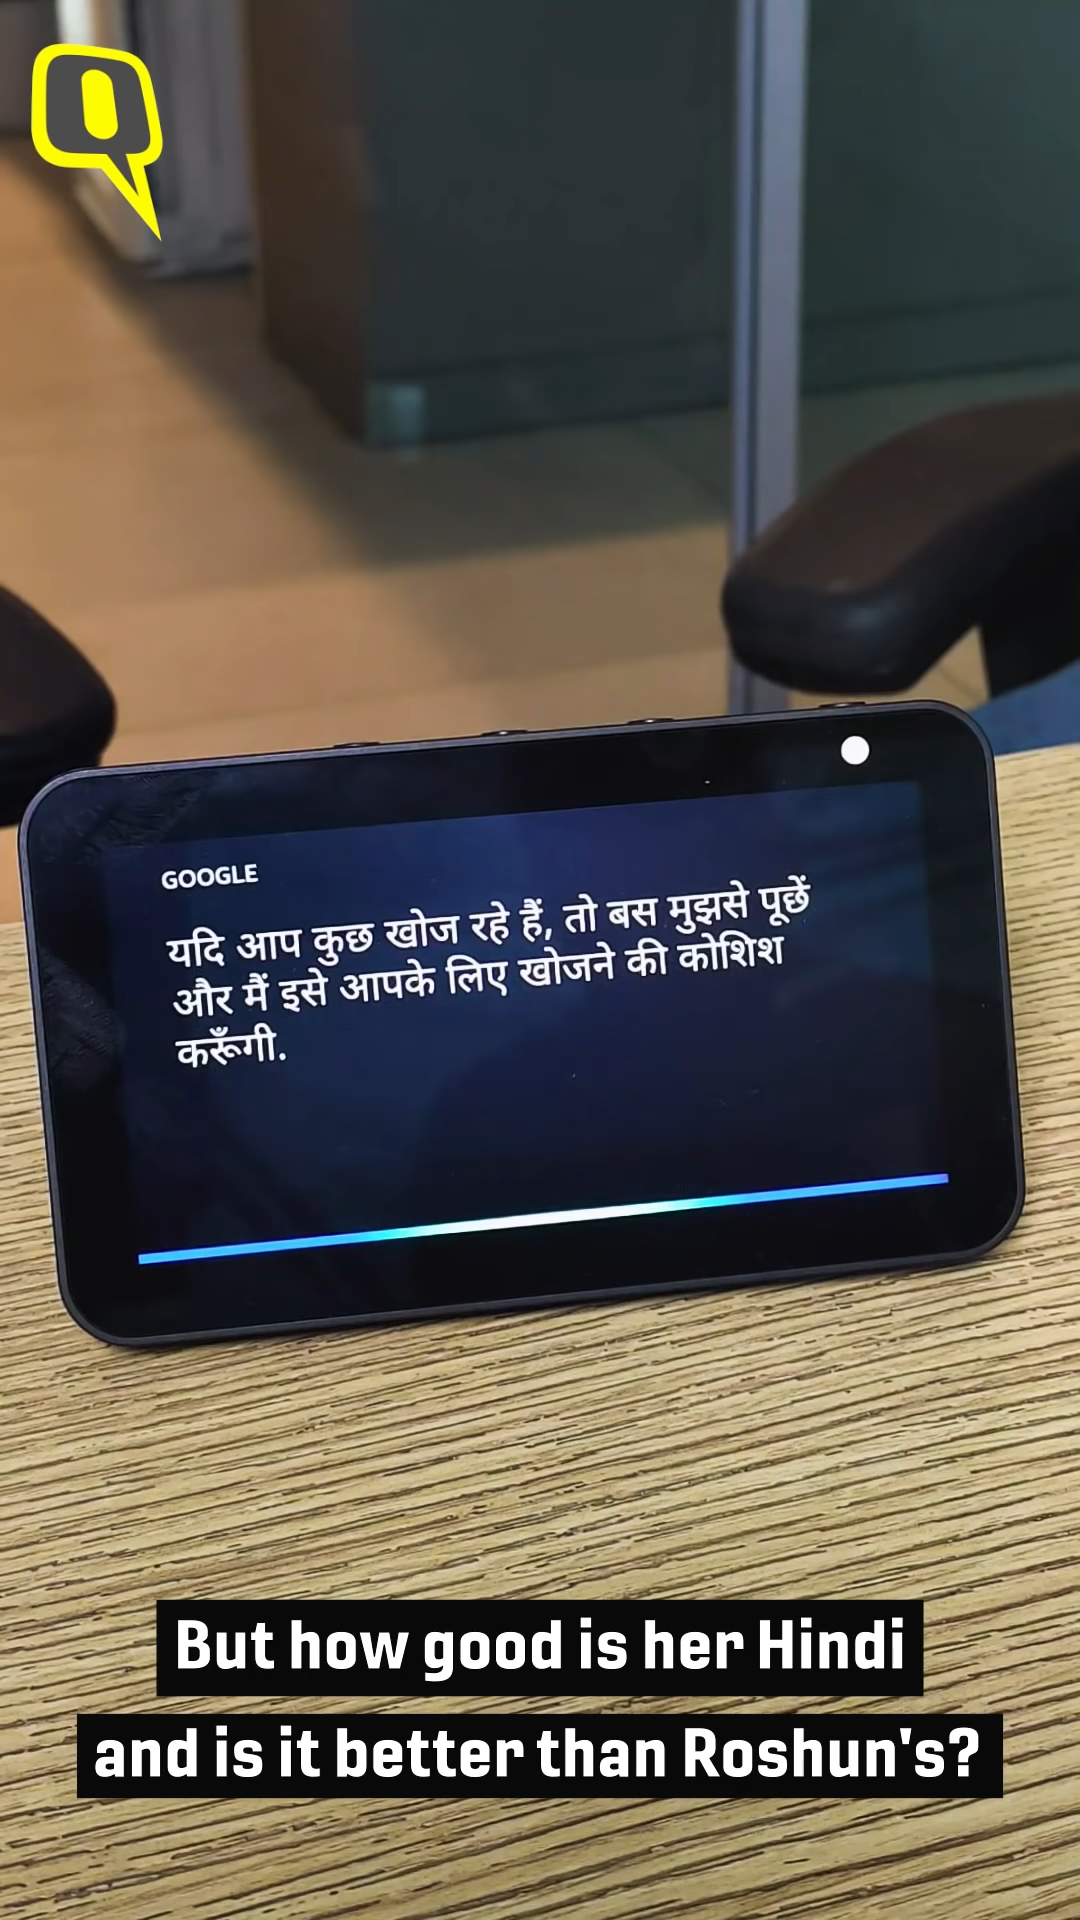 GOOGLE
यदि आप कुछ खोज रहे हैं, तो बस मुझसे पूछें
और मैं इसे आपके लिए खोजने की कोशिश
करूँगी.
But how good is her Hindi
and is it better than Roshun's?